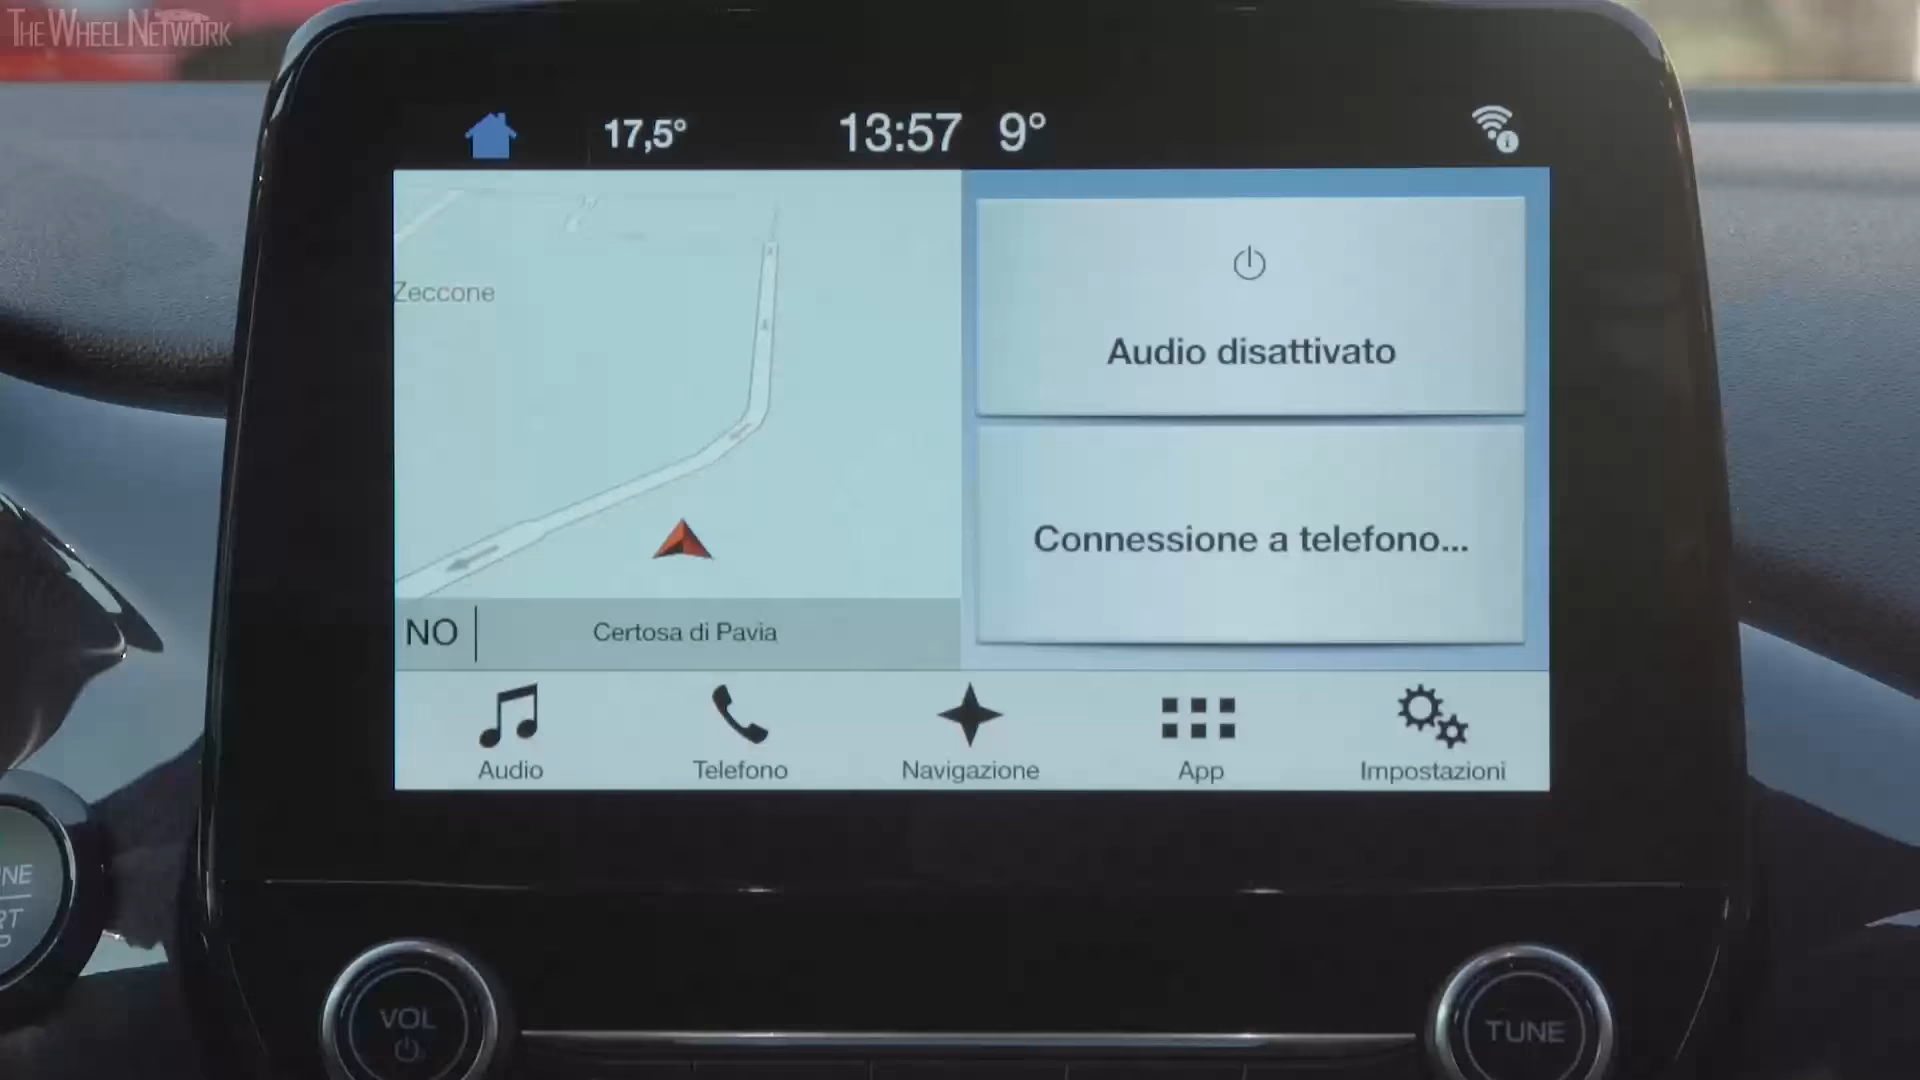 THE WHEEL NETWORK
17,5° 13:57 9°
Zeccone
Audio disattivato
Connessione a telefono...
NO Certosa di Pavia
Audio Telefono Navigazione App Impostazioni
VOL
TUNE